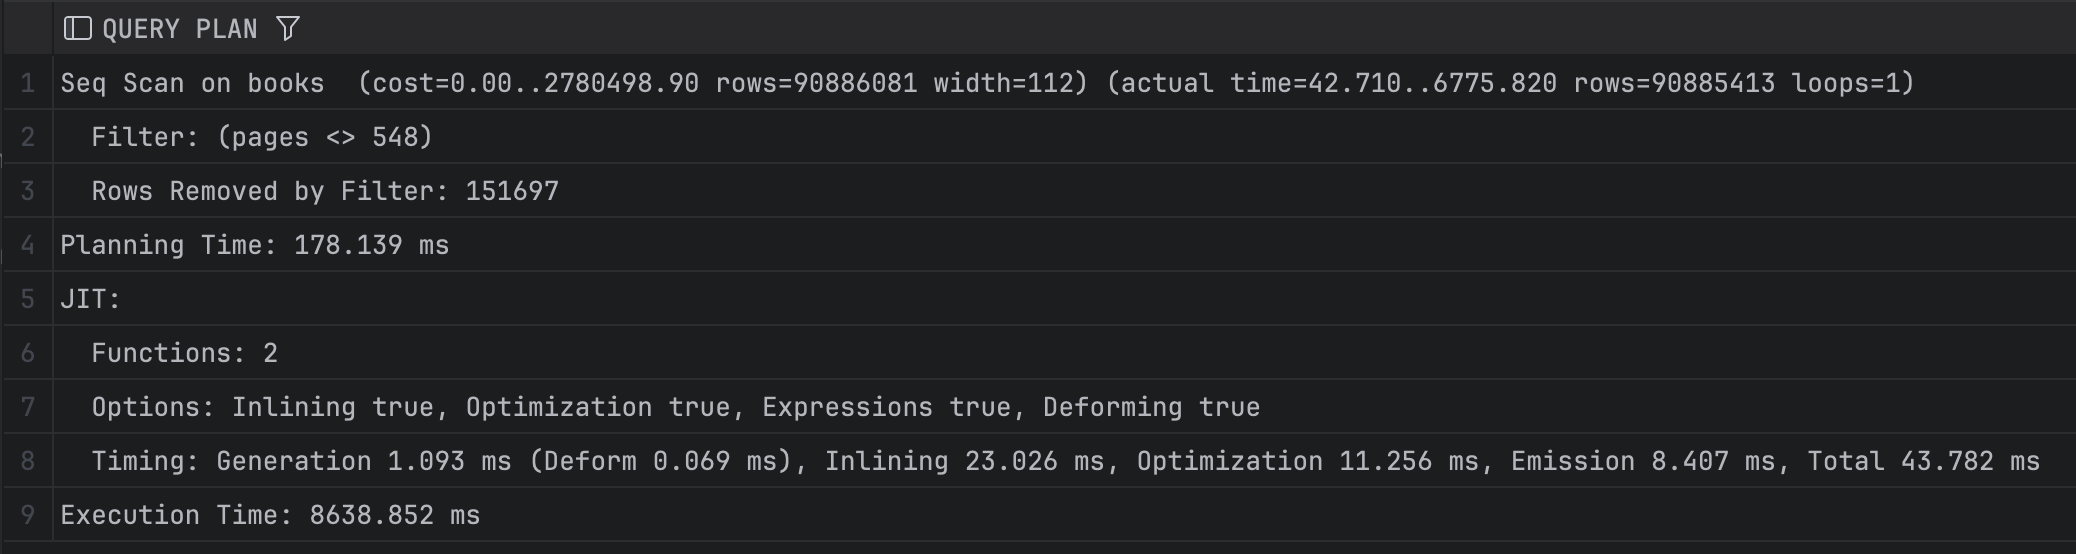 QUERY PLAN
1 Seq Scan on books  (cost=0.00..2780498.90 rows=90886081 width=112) (actual time=42.710..6775.820 rows=90885413 loops=1)
2   Filter: (pages <> 548)
3   Rows Removed by Filter: 151697
4 Planning Time: 178.139 ms
5 JIT:
6   Functions: 2
7   Options: Inlining true, Optimization true, Expressions true, Deforming true
8   Timing: Generation 1.093 ms (Deform 0.069 ms), Inlining 23.026 ms, Optimization 11.256 ms, Emission 8.407 ms, Total 43.782 ms
9 Execution Time: 8638.852 ms